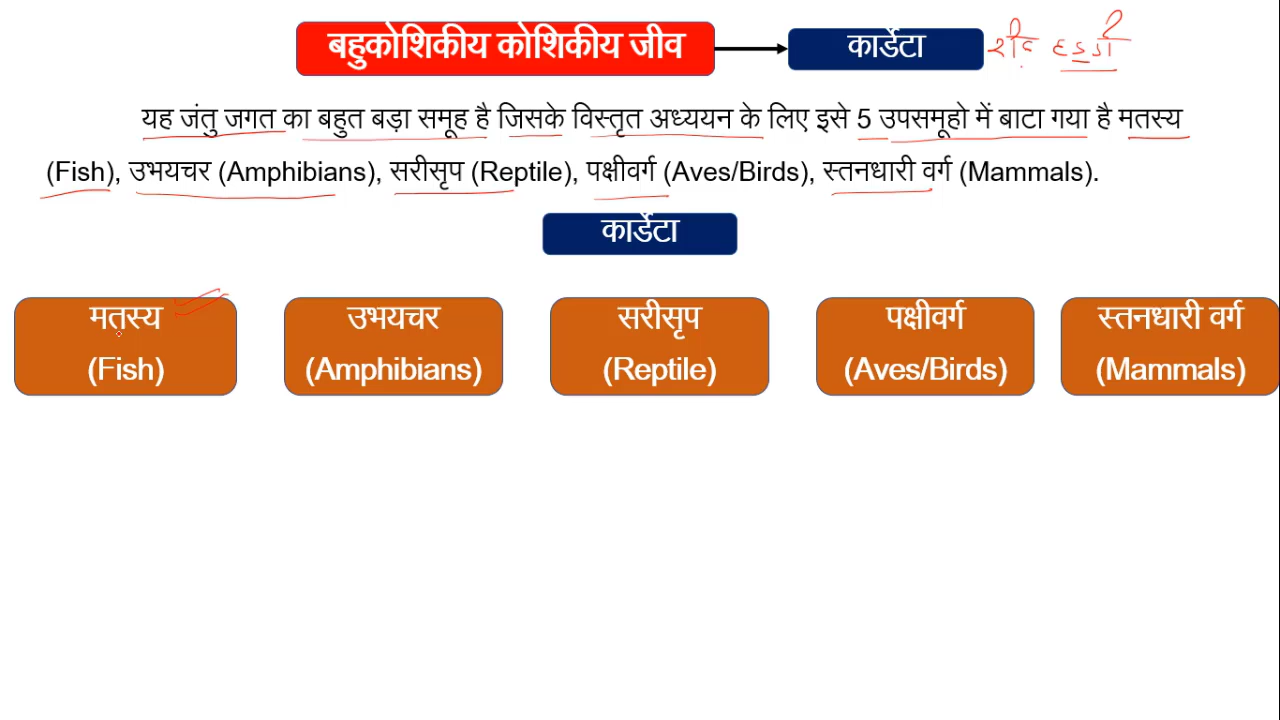 बहुकोशिकीय कोशिकीय जीव
कार्डेटा
रीढ़ हड्डी
यह जंतु जगत का बहुत बड़ा समूह है जिसके विस्तृत अध्ययन के लिए इसे 5 उपसमूहो में बाटा गया है मतस्य
(Fish), उभयचर (Amphibians), सरीसृप (Reptile), पक्षीवर्ग (Aves/Birds), स्तनधारी वर्ग (Mammals).
कार्डेटा
मतस्य
(Fish)
उभयचर
(Amphibians)
सरीसृप
(Reptile)
पक्षीवर्ग
(Aves/Birds)
स्तनधारी वर्ग
(Mammals)